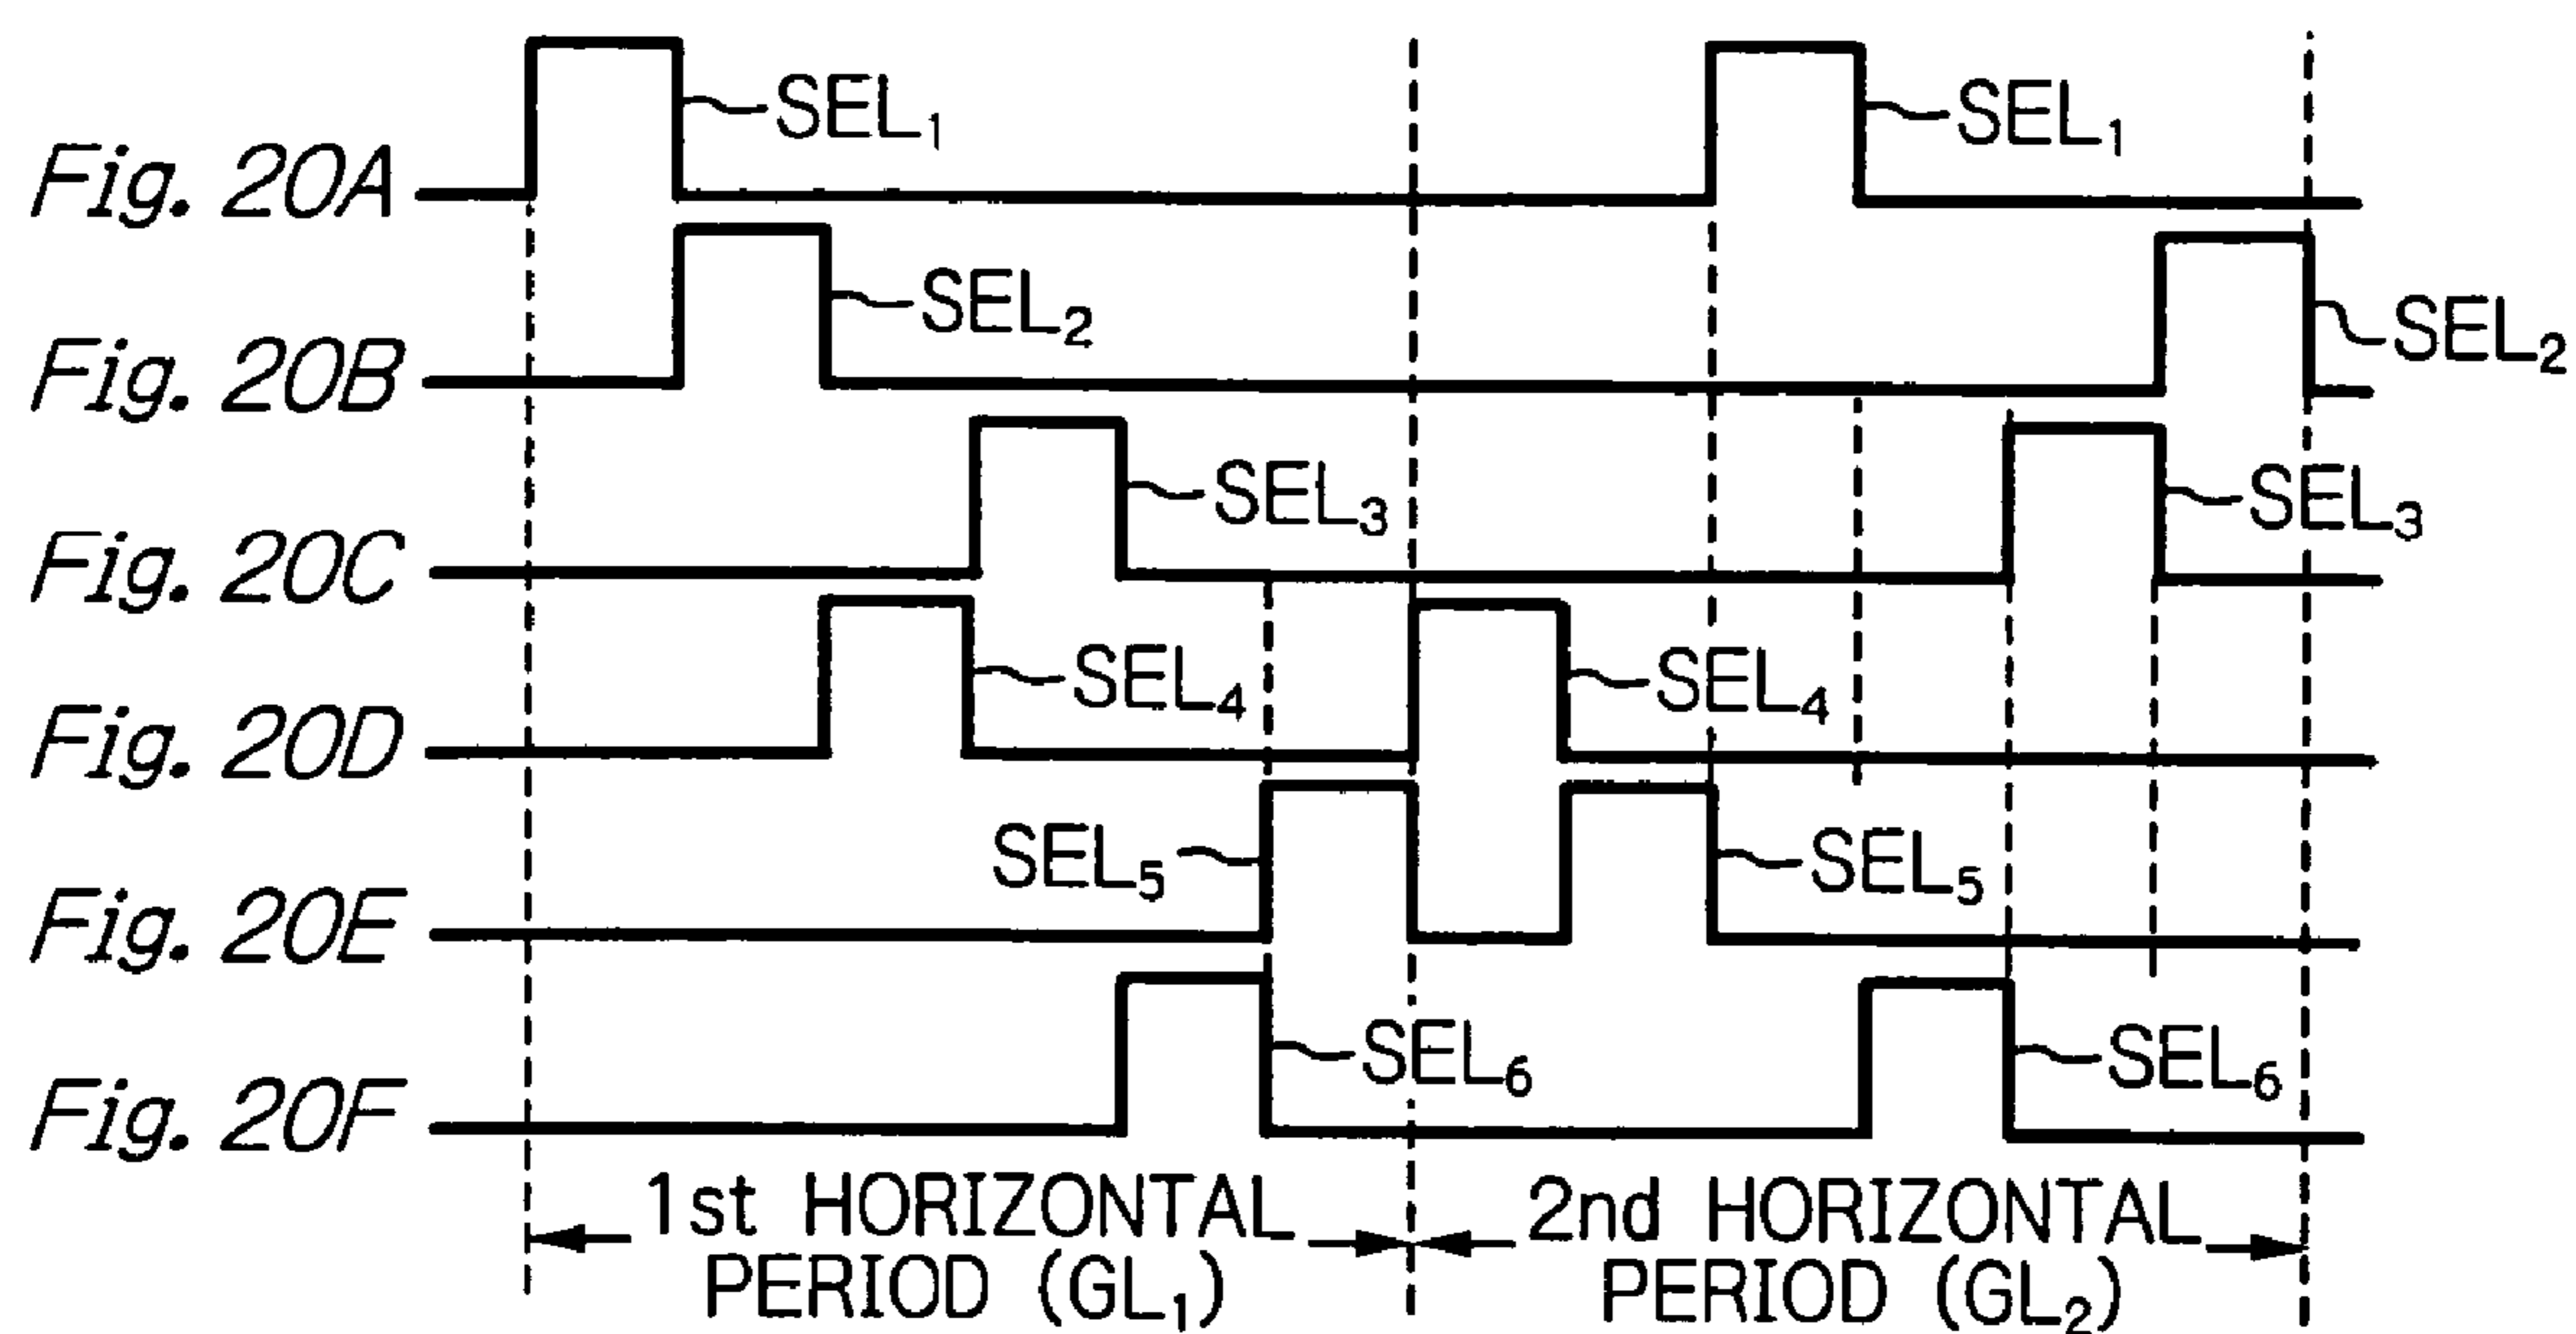 Fig. 20A
SEL₁
SEL₁
Fig. 20B
SEL₂
SEL₂
Fig. 20C
SEL₃
SEL₃
Fig. 20D
SEL₄
SEL₄
Fig. 20E
SEL₅
SEL₅
Fig. 20F
SEL₆
SEL₆
1st HORIZONTAL
PERIOD (GL₁)
2nd HORIZONTAL
PERIOD (GL₂)